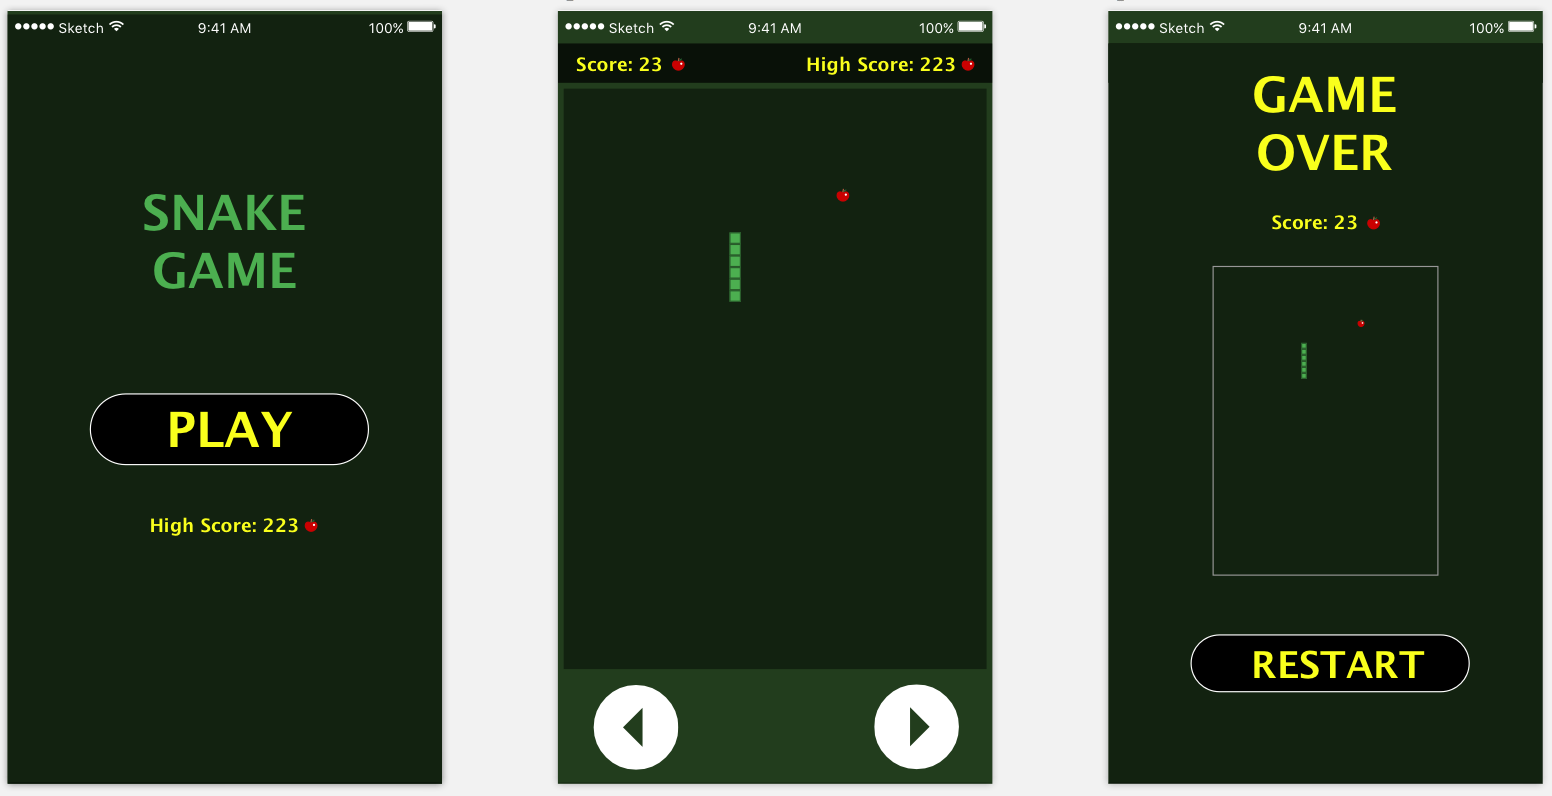 Sketch 9:41 AM 100%
SNAKE
GAME
PLAY
High Score: 223
Sketch 9:41 AM 100%
Score: 23 High Score: 223
Sketch 9:41 AM 100%
GAME
OVER
Score: 23
RESTART